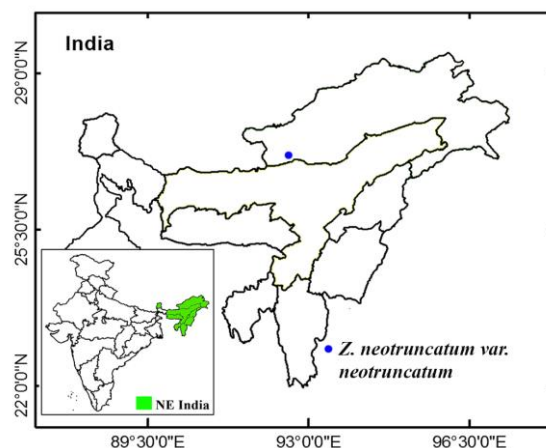 India
29°0'0"N
25°30'0"N
22°0'0"N
NE India
Z. neotruncatum var.
neotruncatum
89°30'0"E
93°0'0"E
96°30'0"E